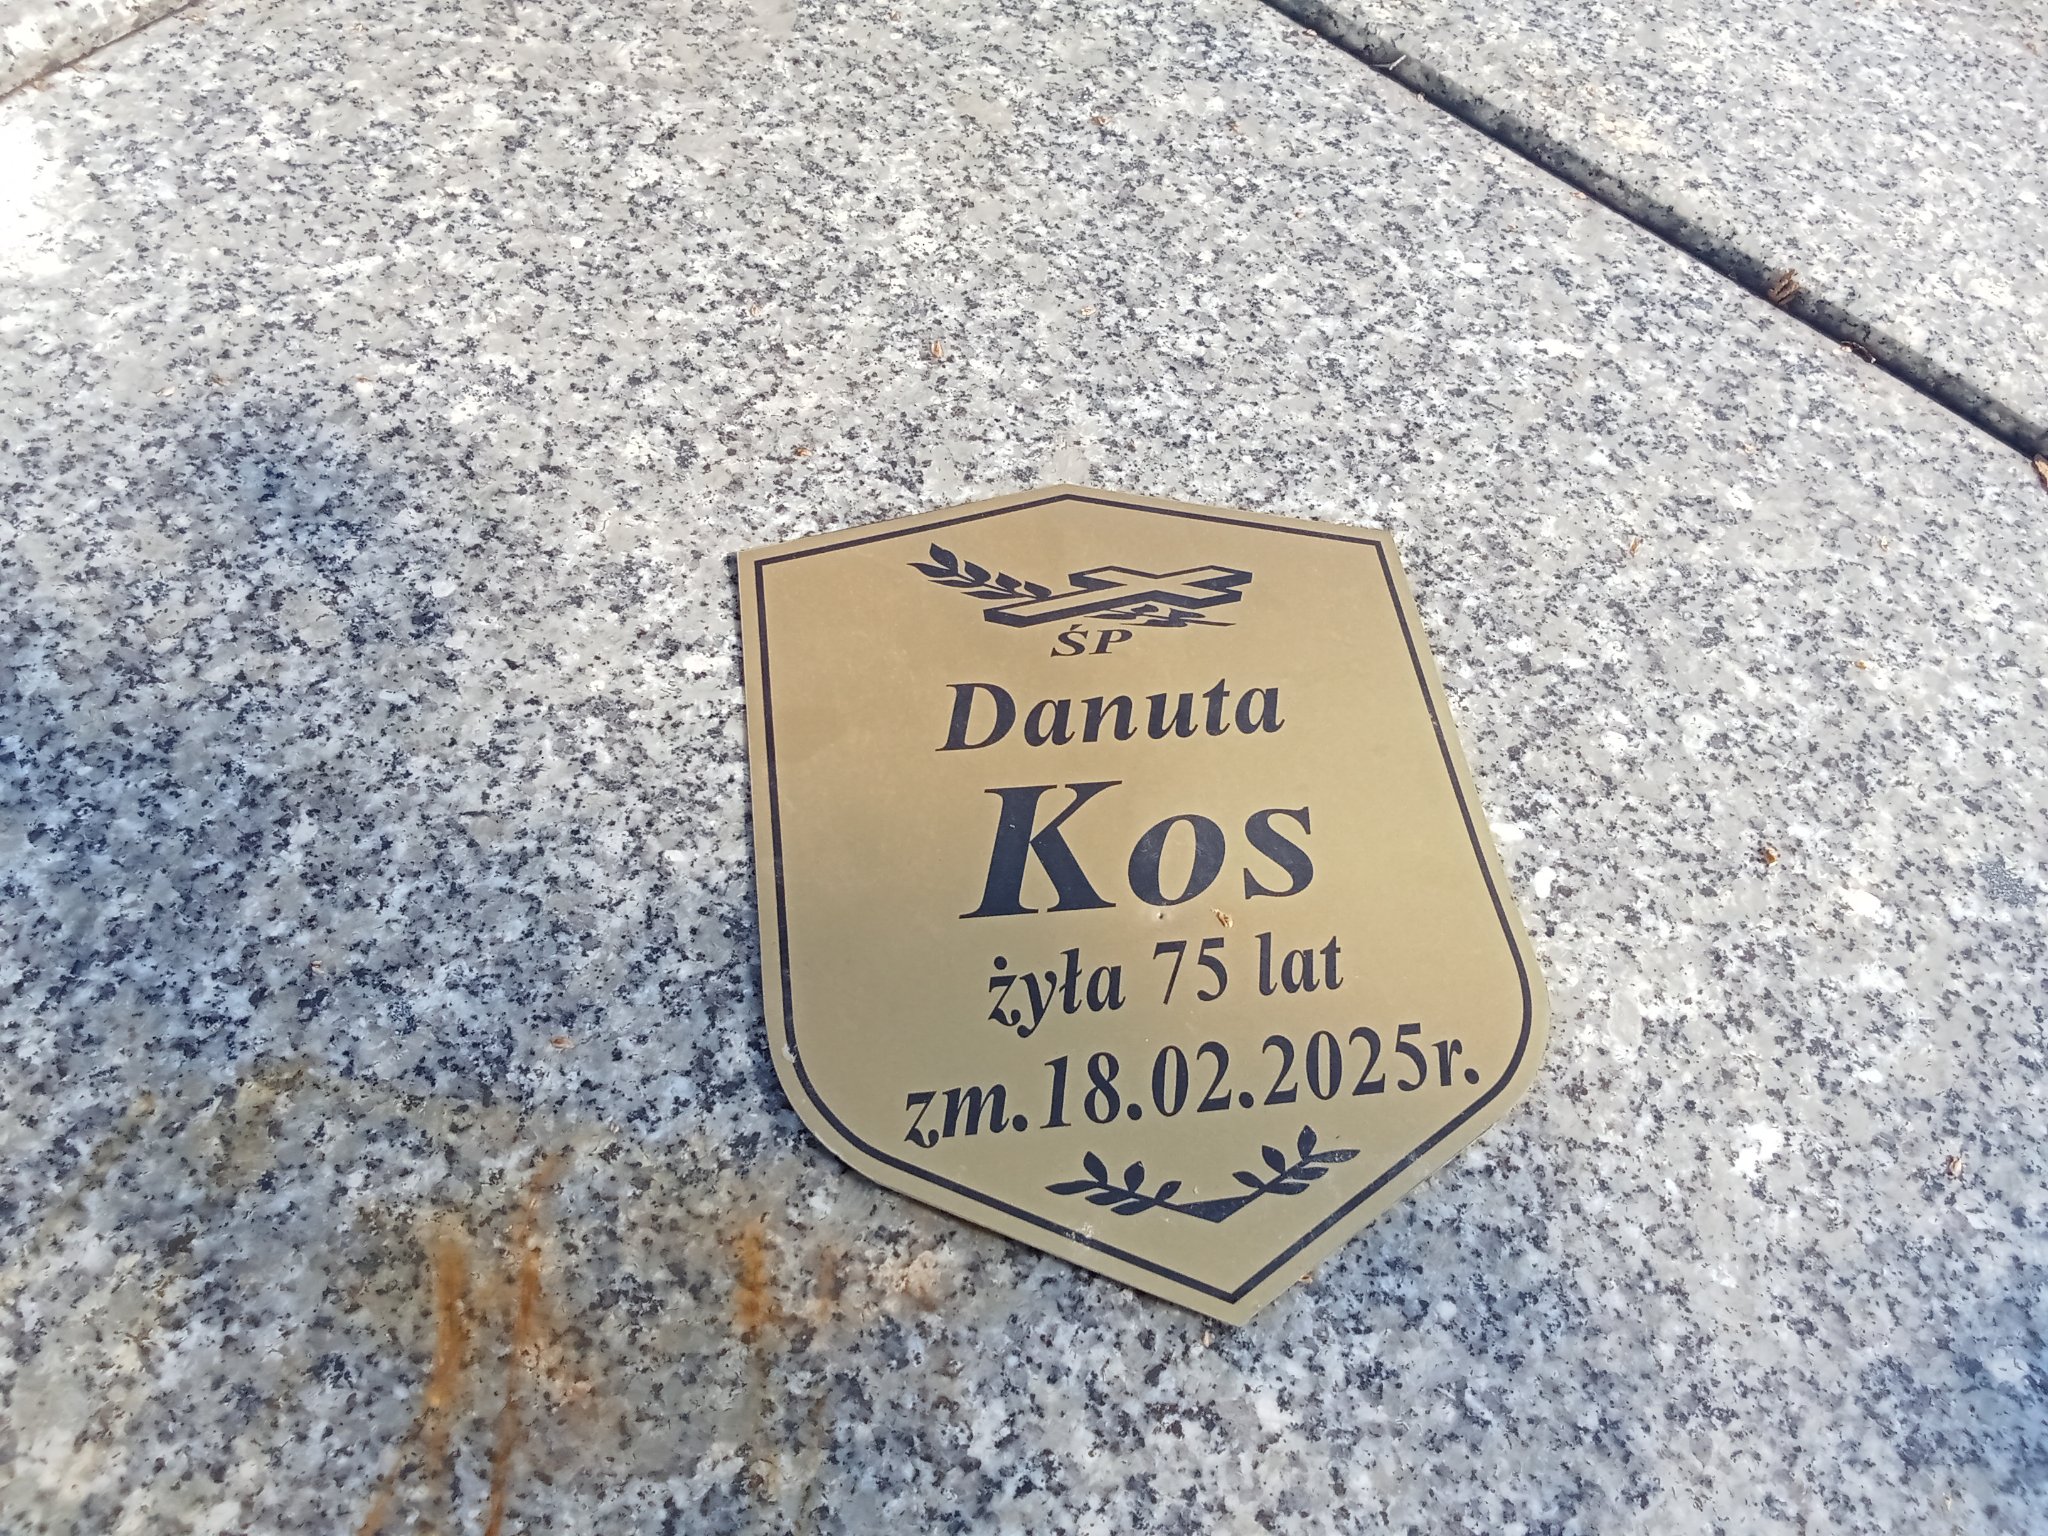 ŚP
Danuta
Kos
żyła 75 lat
zm.18.02.2025r.